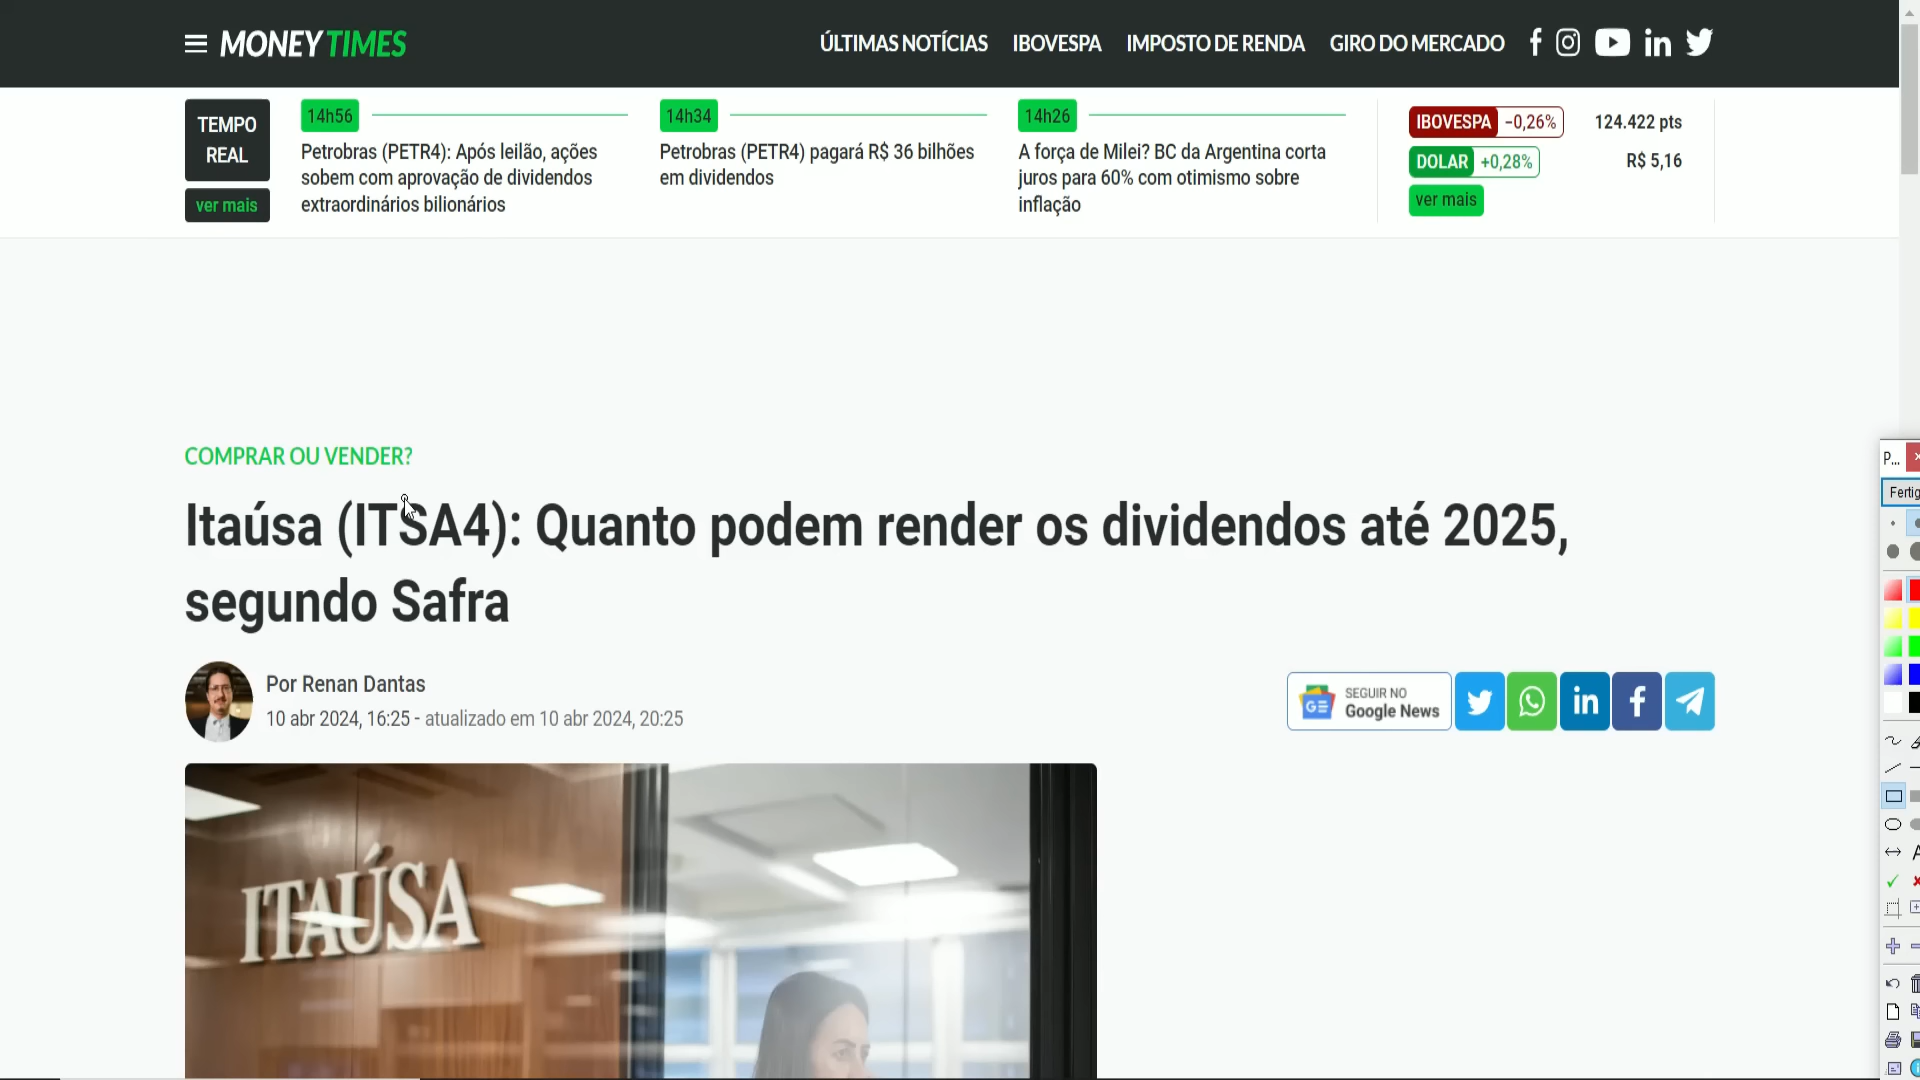 MONEY TIMES
ÚLTIMAS NOTÍCIAS IBOVESPA IMPOSTO DE RENDA GIRO DO MERCADO
TEMPO
REAL
ver mais
14h56
Petrobras (PETR4): Após leilão, ações
sobem com aprovação de dividendos
extraordinários bilionários
14h34
Petrobras (PETR4) pagará R$ 36 bilhões
em dividendos
14h26
A força de Milei? BC da Argentina corta
juros para 60% com otimismo sobre
inflação
IBOVESPA −0,26% 124.422 pts
DOLAR +0,28% R$ 5,16
ver mais
COMPRAR OU VENDER?
Itaúsa (ITSA4): Quanto podem render os dividendos até 2025,
segundo Safra
Por Renan Dantas
10 abr 2024, 16:25 - atualizado em 10 abr 2024, 20:25
SEGUIR NO
Google News
ITAÚSA
P...
Fertig